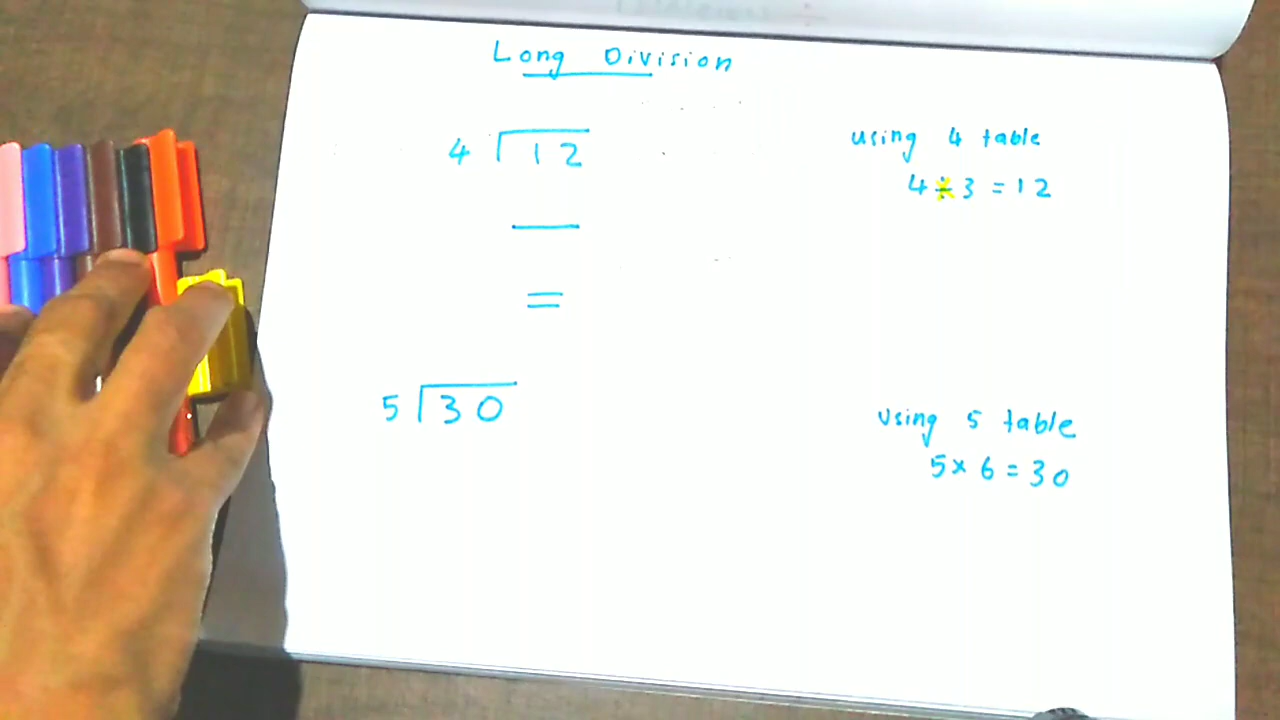 Long Division
4 12 using 4 table
4 ÷ 3 = 12
=
5 30 using 5 table
5 × 6 = 30